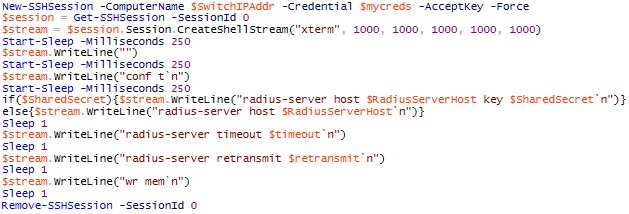 New-SSHSession -ComputerName $SwitchIPAddr -Credential $mycreds -AcceptKey -Force
$session = Get-SSHSession -SessionId 0
$stream = $session.Session.CreateShellStream("xterm", 1000, 1000, 1000, 1000, 1000)
Start-Sleep -Milliseconds 250
$stream.WriteLine("")
Start-Sleep -Milliseconds 250
$stream.WriteLine("conf t`n")
Start-Sleep -Milliseconds 250
if($SharedSecret){$stream.WriteLine("radius-server host $RadiusServerHost key $SharedSecret`n")}
else{$stream.WriteLine("radius-server host $RadiusServerHost`n")}
Sleep 1
$stream.WriteLine("radius-server timeout $timeout`n")
Sleep 1
$stream.WriteLine("radius-server retransmit $retransmit`n")
Sleep 1
$stream.WriteLine("wr mem`n")
Sleep 1
Remove-SSHSession -SessionId 0